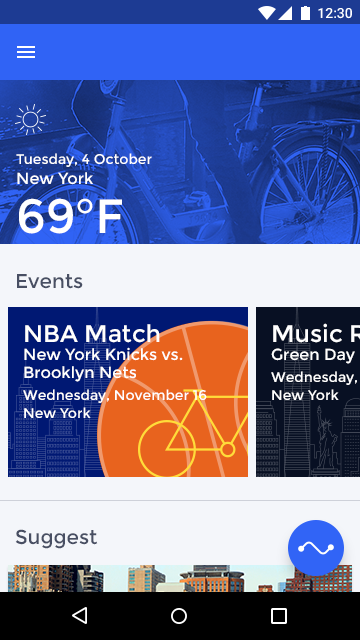 12:30
Tuesday, 4 October
New York
69°F
Events
NBA Match
New York Knicks vs.
Brooklyn Nets
Wednesday, November 16
New York
Music R
Green Day
Wednesday,
New York
Suggest